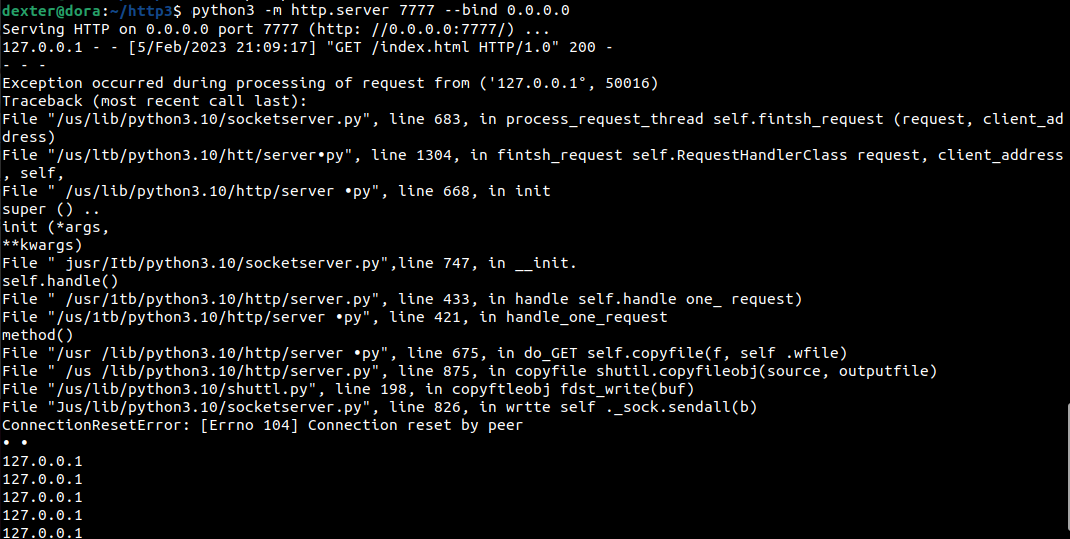 dexter@dora:~/http3$ python3 -m http.server 7777 --bind 0.0.0.0
Serving HTTP on 0.0.0.0 port 7777 (http: //0.0.0.0:7777/) ...
127.0.0.1 - - [5/Feb/2023 21:09:17] "GET /index.html HTTP/1.0" 200 -
- - -
Exception occurred during processing of request from ('127.0.0.1°, 50016)
Traceback (most recent call last):
File "/us/lib/python3.10/socketserver.py", line 683, in process_request_thread self.fintsh_request (request, client_ad
dress)
File "/us/ltb/python3.10/htt/server•py", line 1304, in fintsh_request self.RequestHandlerClass request, client_address
, self,
File " /us/lib/python3.10/http/server •py", line 668, in init
super () ..
init (*args,
**kwargs)
File " jusr/Itb/python3.10/socketserver.py",line 747, in __init.
self.handle()
File " /usr/1tb/python3.10/http/server.py", line 433, in handle self.handle one_ request)
File "/us/1tb/python3.10/http/server •py", line 421, in handle_one_request
method()
File "/usr /lib/python3.10/http/server •py", line 675, in do_GET self.copyfile(f, self .wfile)
File " /us /lib/python3.10/http/server.py", line 875, in copyfile shutil.copyfileobj(source, outputfile)
File "/us/lib/python3.10/shuttl.py", line 198, in copyftleobj fdst_write(buf)
File "Jus/lib/python3.10/socketserver.py", line 826, in wrtte self ._sock.sendall(b)
ConnectionResetError: [Errno 104] Connection reset by peer
• •
127.0.0.1
127.0.0.1
127.0.0.1
127.0.0.1
127.0.0.1